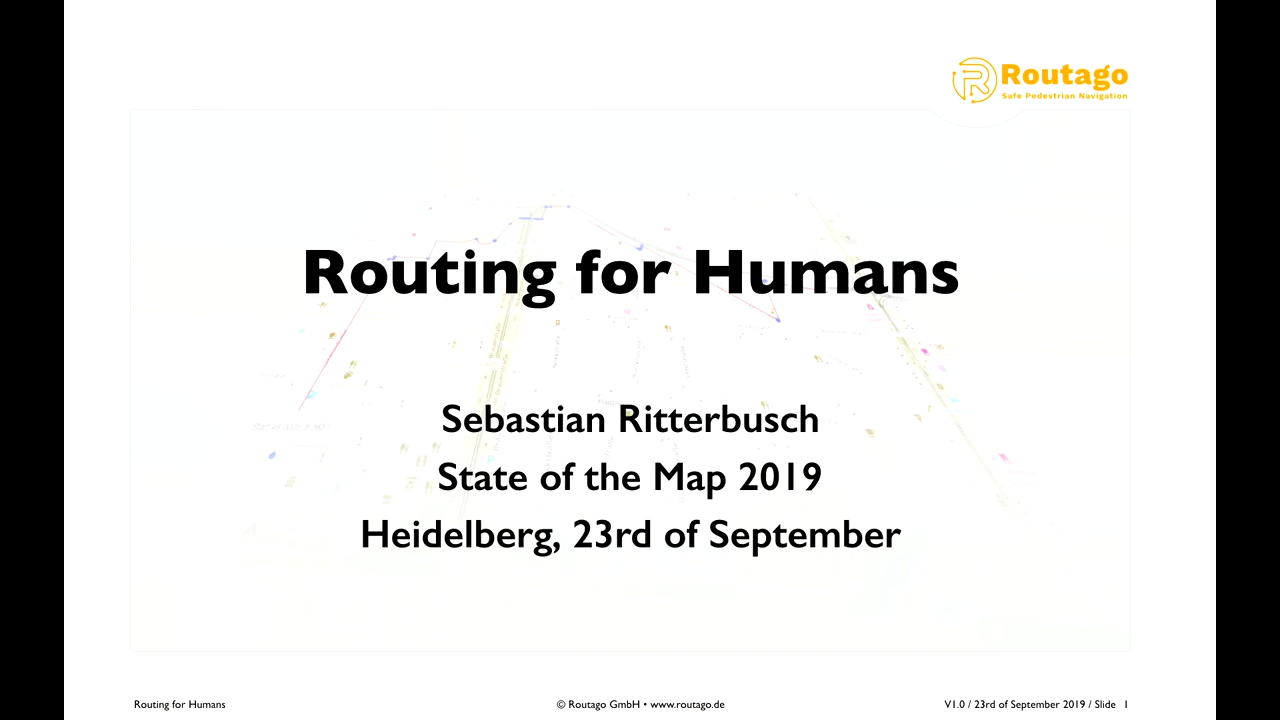 Routago
Safe Pedestrian Navigation
Routing for Humans
Sebastian Ritterbusch
State of the Map 2019
Heidelberg, 23rd of September
Routing for Humans
© Routago GmbH • www.routago.de
V1.0 / 23rd of September 2019 / Slide 1